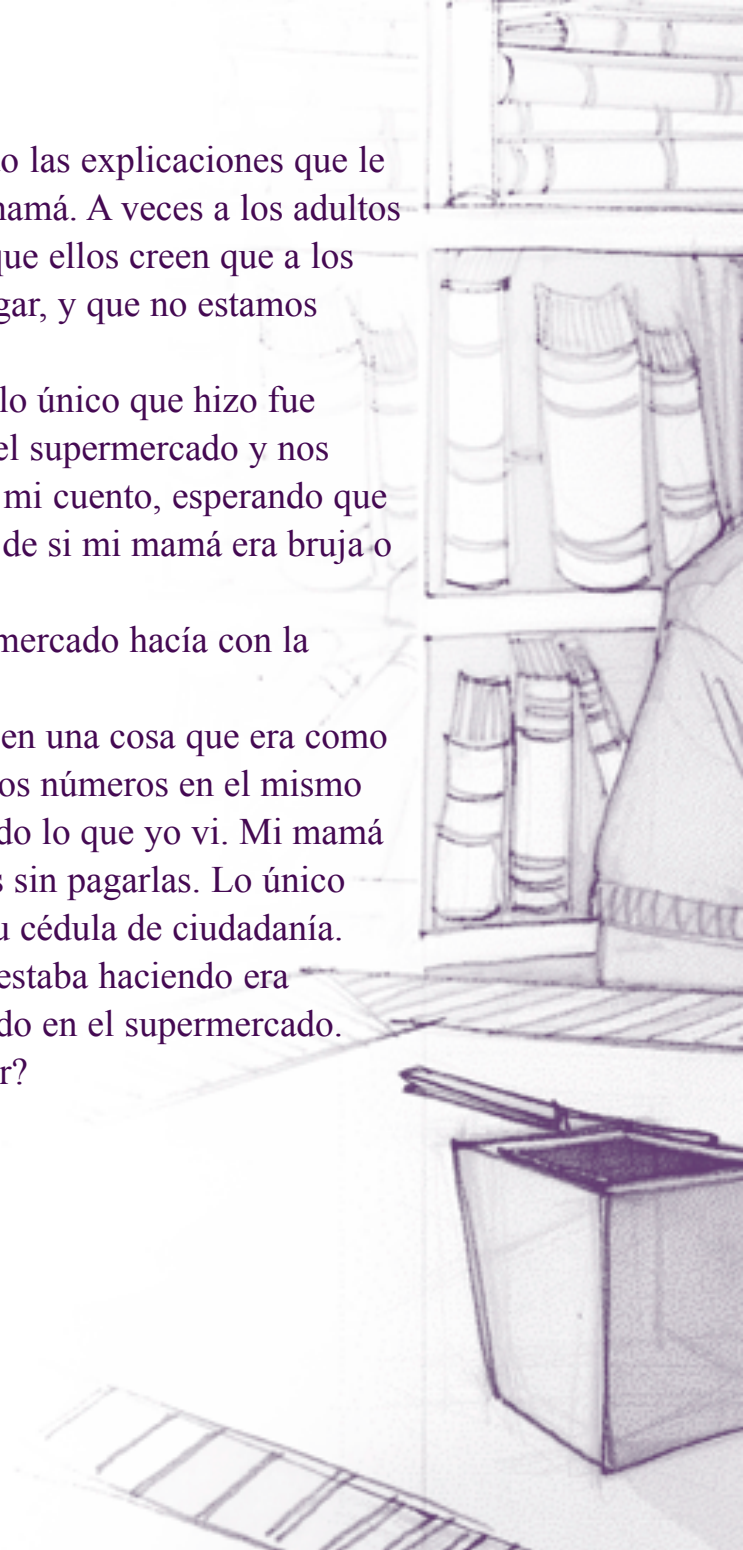 o las explicaciones que le
namá. A veces a los adultos
que ellos creen que a los
gar, y que no estamos
lo único que hizo fue
el supermercado y nos
mi cuento, esperando que
de si mi mamá era bruja o
mercado hacía con la
en una cosa que era como
os números en el mismo
do lo que yo vi. Mi mamá
s sin pagarlas. Lo único
u cédula de ciudadanía.
estaba haciendo era
do en el supermercado.
r?